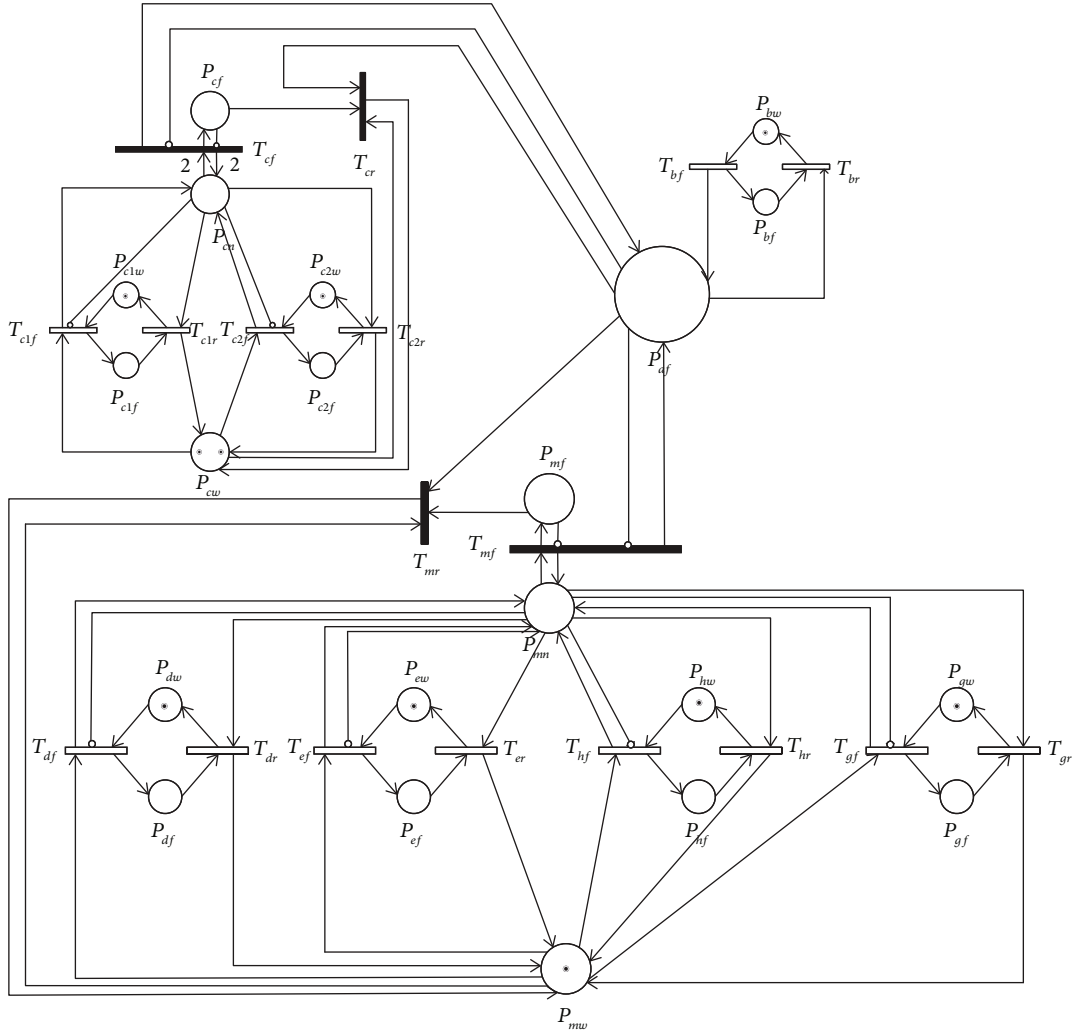 P_cf
P_bw
T_cf
T_cr
2 2
T_bf
T_br
P_bf
P_cn
P_c1w
P_c2w
T_c1f
T_c1r
T_c2f
T_c2r
P_af
P_c1f
P_c2f
P_mf
P_cw
T_mf
T_mr
P_mn
P_dw
P_ew
P_hw
P_gw
T_df
T_dr
T_ef
T_er
T_hf
T_hr
T_gf
T_gr
P_df
P_ef
P_hf
P_gf
P_mw